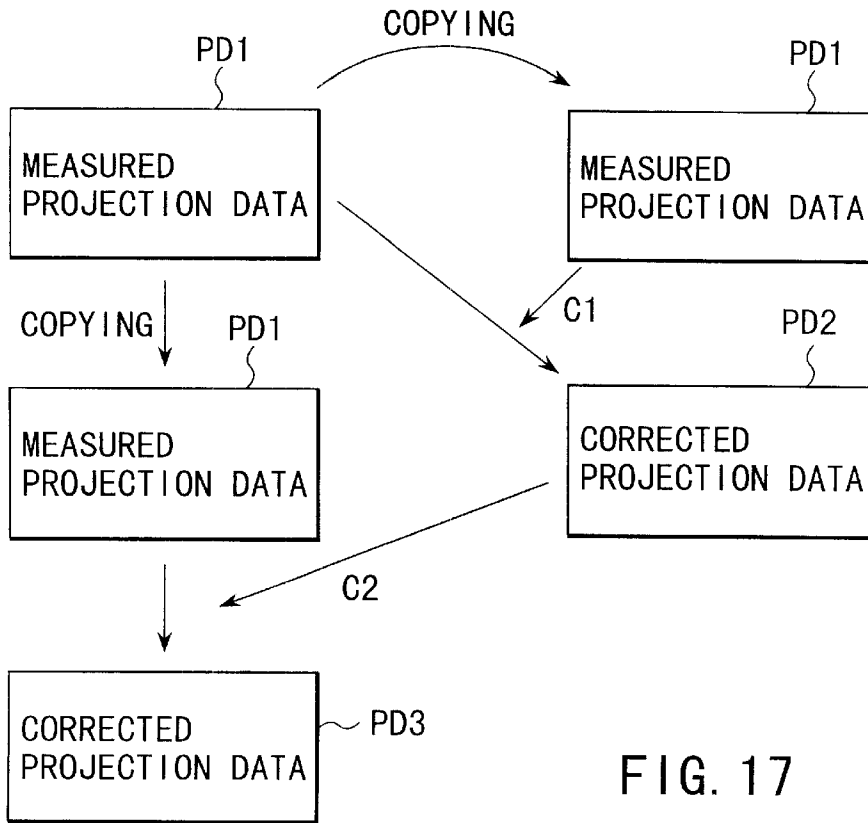 COPYING
PD1
PD1
MEASURED
PROJECTION DATA
MEASURED
PROJECTION DATA
COPYING
PD1
C1
PD2
MEASURED
PROJECTION DATA
CORRECTED
PROJECTION DATA
C2
CORRECTED
PROJECTION DATA
PD3
FIG. 17